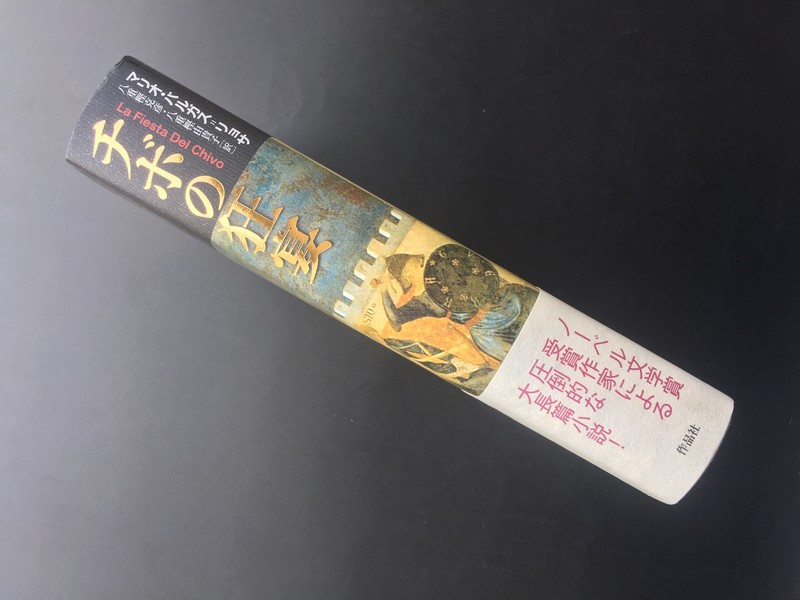 マリオ・バルガス=リョサ
八重樫克彦・八重樫由貴子[訳]
La Fiesta Del Chivo
チボの狂宴
ノーベル文学賞
受賞作家による
圧倒的な
大長篇小説!
作品社